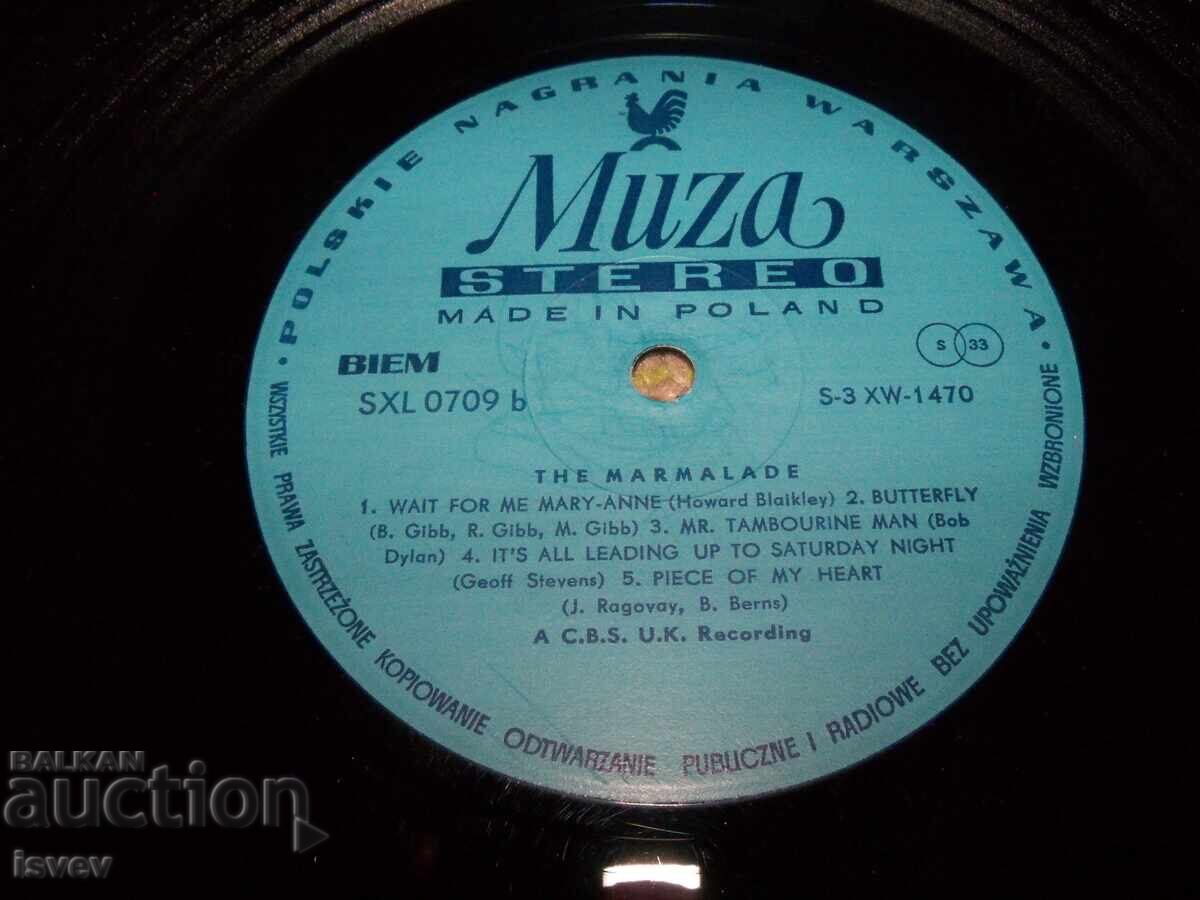 • POLSKIE NAGRANIA WARSZAWA •
Muza
STEREO
MADE IN POLAND
BIEM
S 33
SXL 0709 b
S-3 XW-1470
THE MARMALADE
1. WAIT FOR ME MARY-ANNE (Howard Blaikley) 2. BUTTERFLY
(B. Gibb, R. Gibb, M. Gibb) 3. MR. TAMBOURINE MAN (Bob
Dylan) 4. IT'S ALL LEADING UP TO SATURDAY NIGHT
(Geoff Stevens) 5. PIECE OF MY HEART
(J. Ragovay, B. Berns)
A C.B.S. U.K. Recording
WSZYSTKIE PRAWA ZASTRZEŻONE KOPIOWANIE ODTWARZANIE PUBLICZNE I RADIOWE BEZ UPOWAŻNIENIA WZBRONIONE
BALKAN
auction
isvev